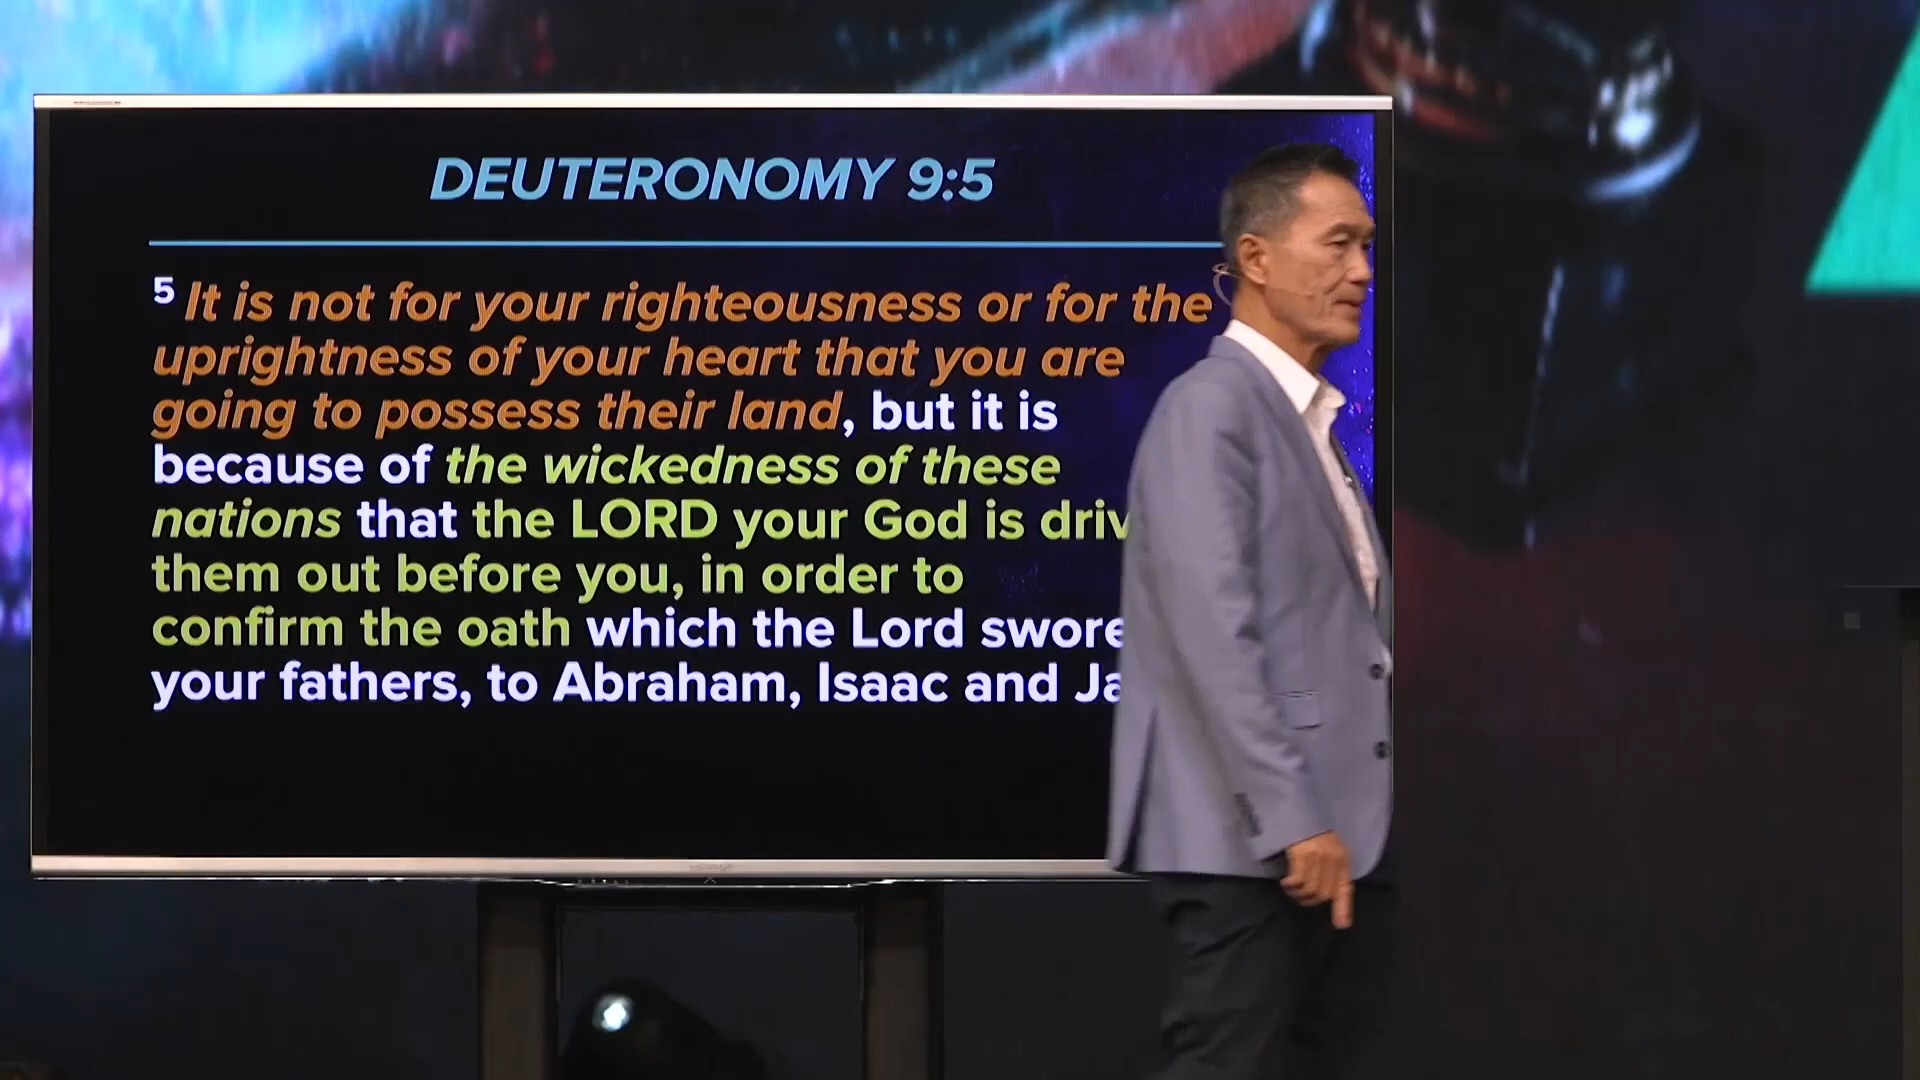 DEUTERONOMY 9:5
5 It is not for your righteousness or for the
uprightness of your heart that you are
going to possess their land, but it is
because of the wickedness of these
nations that the LORD your God is driv
them out before you, in order to
confirm the oath which the Lord swore
your fathers, to Abraham, Isaac and Ja